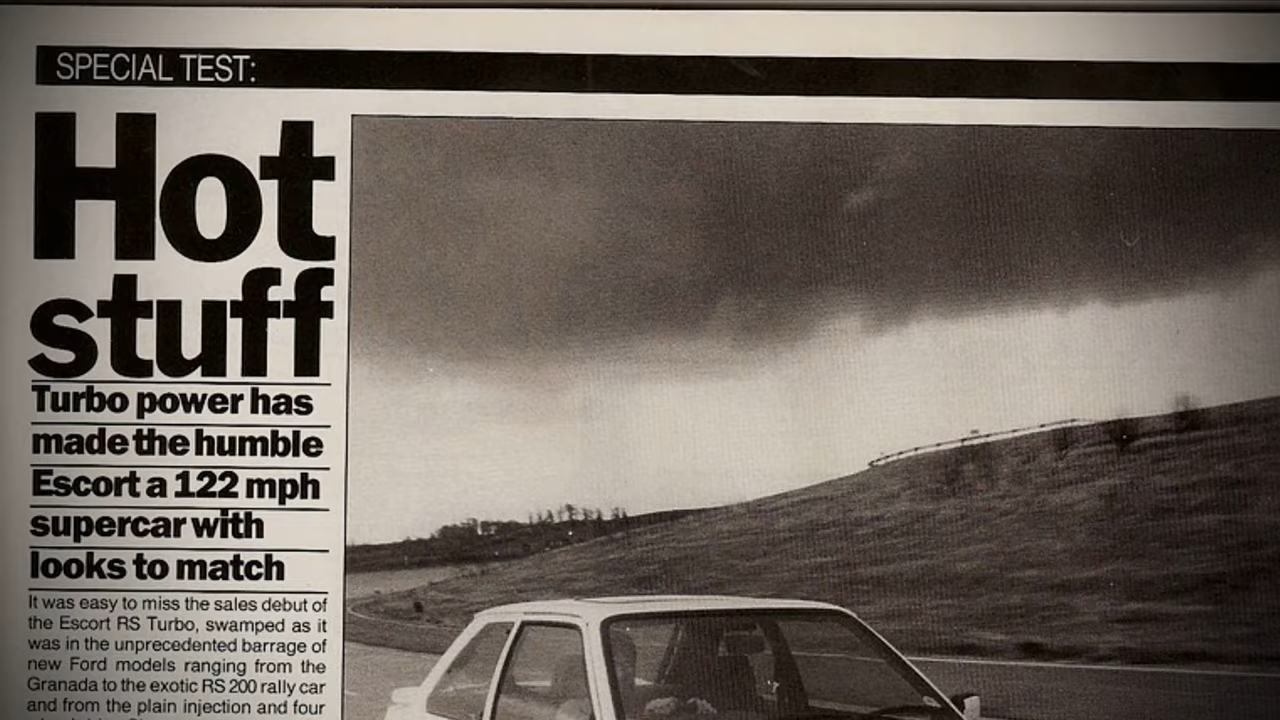 SPECIAL TEST:
Hot
stuff
Turbo power has
made the humble
Escort a 122 mph
supercar with
looks to match
It was easy to miss the sales debut of
the Escort RS Turbo, swamped as it
was in the unprecedented barrage of
new Ford models ranging from the
Granada to the exotic RS 200 rally car
and from the plain injection and four